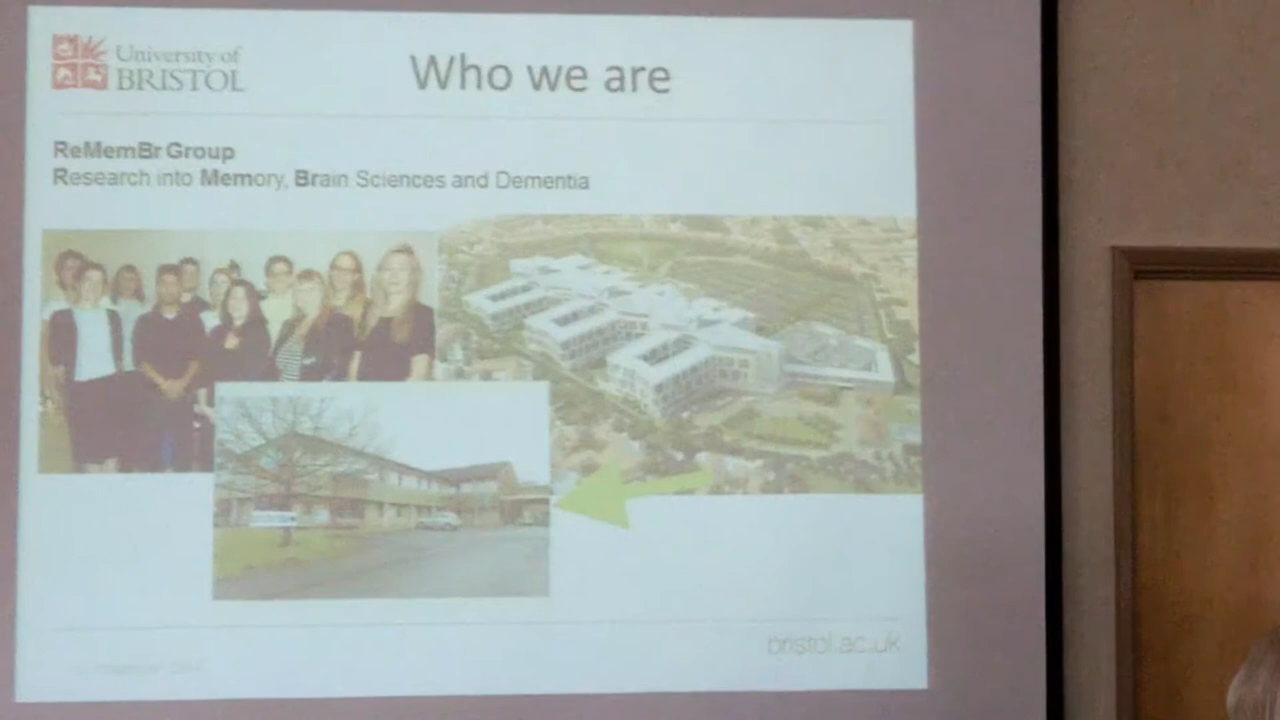 University of
BRISTOL
Who we are
ReMemBr Group
Research into Memory, Brain Sciences and Dementia
bristol.ac.uk